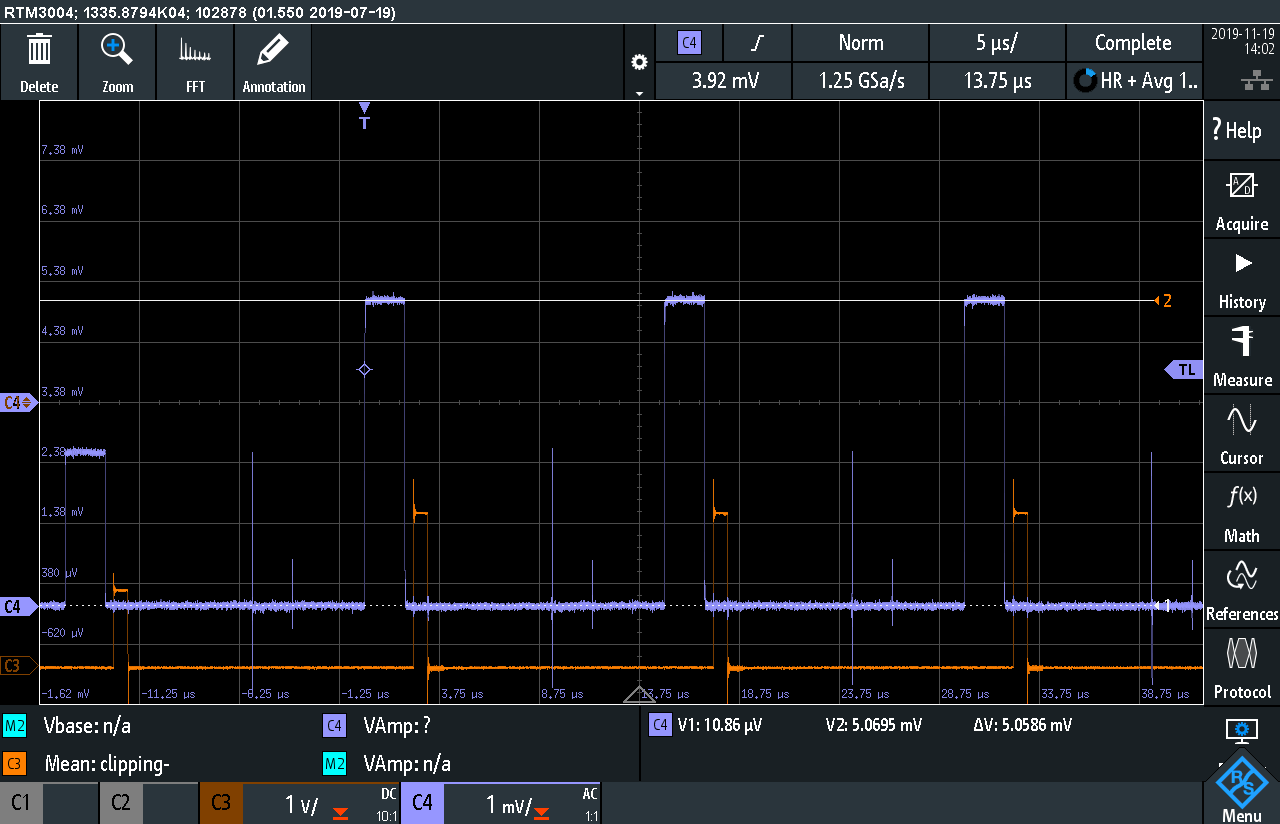 RTM3004; 1335.8794K04; 102878 (01.550 2019-07-19)
Delete
Zoom
FFT
Annotation
C4
Norm
5 µs/
Complete
3.92 mV
1.25 GSa/s
13.75 µs
HR + Avg 1..
2019-11-19
14:02
T
? Help
7.38 mV
6.38 mV
5.38 mV
4.38 mV
3.38 mV
2.38
1.38 mV
380 µV
-620 µV
-1.62 mV
-11.25 µs
-6.25 µs
-1.25 µs
3.75 µs
8.75 µs
13.75 µs
18.75 µs
23.75 µs
28.75 µs
33.75 µs
38.75 µs
2
TL
C4
C4
1
C3
A/D
Acquire
History
Measure
Cursor
f(x)
Math
References
Protocol
M2 Vbase: n/a
C4 VAmp: ?
C4 V1: 10.86 µV V2: 5.0695 mV ΔV: 5.0586 mV
C3 Mean: clipping-
M2 VAmp: n/a
C1
C2
C3 1 V/ DC 10:1
C4 1 mV/ AC 1:1
R&S
Menu